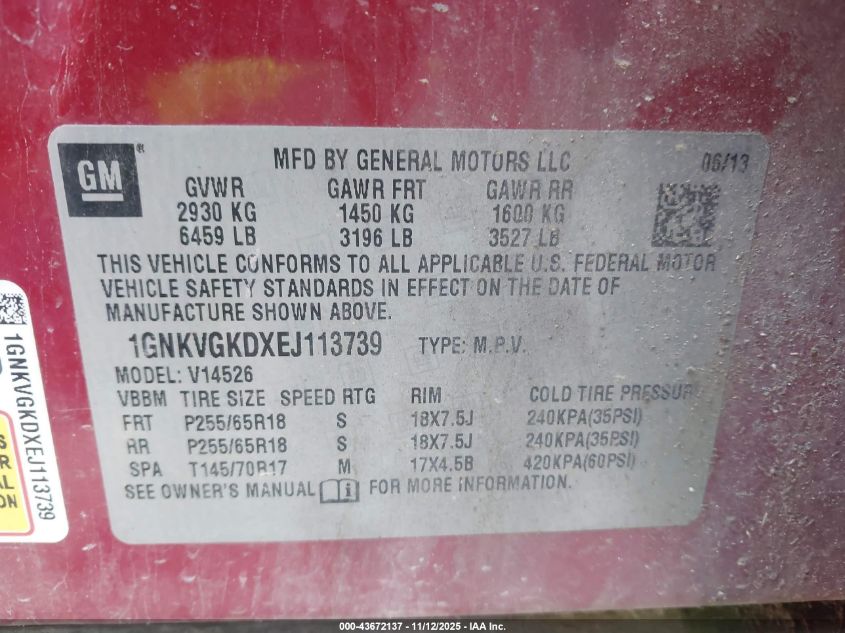 GM®
MFD BY GENERAL MOTORS LLC 06/13
GVWR GAWR FRT GAWR RR
2930 KG 1450 KG 1600 KG
6459 LB 3196 LB 3527 LB
THIS VEHICLE CONFORMS TO ALL APPLICABLE U.S. FEDERAL MOTOR
VEHICLE SAFETY STANDARDS IN EFFECT ON THE DATE OF
MANUFACTURE SHOWN ABOVE.
1GNKVGKDXEJ113739 TYPE: M.P.V.
MODEL: V14526
VBBM TIRE SIZE SPEED RTG RIM COLD TIRE PRESSURE
FRT P255/65R18 S 18X7.5J 240KPA(35PSI)
RR P255/65R18 S 18X7.5J 240KPA(35PSI)
SPA T145/70R17 M 17X4.5B 420KPA(60PSI)
SEE OWNER'S MANUAL FOR MORE INFORMATION.
1GNKVGKDXEJ113739
000-43672137 - 11/12/2025 - IAA Inc.